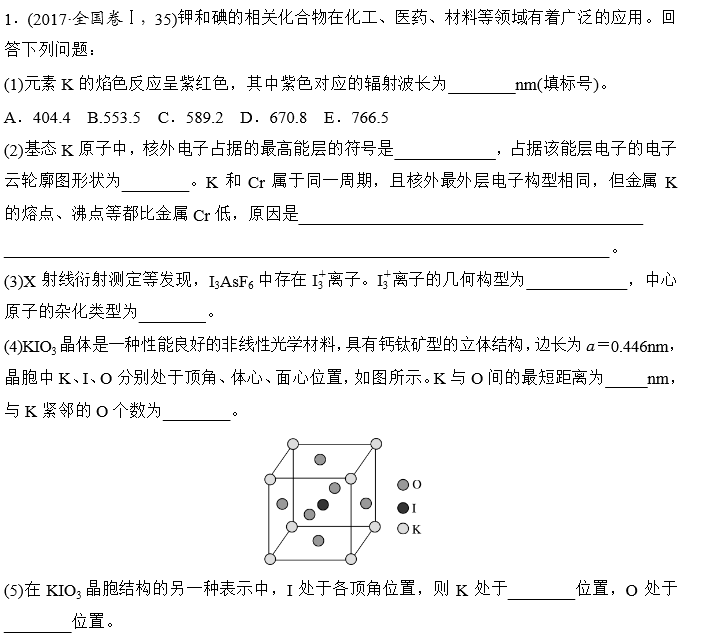 1．(2017·全国卷Ⅰ，35)钾和碘的相关化合物在化工、医药、材料等领域有着广泛的应用。回
答下列问题：
(1)元素 K 的焰色反应呈紫红色，其中紫色对应的辐射波长为________nm(填标号)。
A．404.4 B.553.5 C．589.2 D．670.8 E．766.5
(2)基态 K 原子中，核外电子占据的最高能层的符号是____________，占据该能层电子的电子
云轮廓图形状为________。K 和 Cr 属于同一周期，且核外最外层电子构型相同，但金属 K
的熔点、沸点等都比金属 Cr 低，原因是_________________________________________
________________________________________________________________________。
(3)X 射线衍射测定等发现，I₃AsF₆ 中存在 I₃⁺离子。I₃⁺离子的几何构型为____________，中心
原子的杂化类型为________。
(4)KIO₃ 晶体是一种性能良好的非线性光学材料，具有钙钛矿型的立体结构，边长为 a＝0.446nm，
晶胞中 K、I、O 分别处于顶角、体心、面心位置，如图所示。K 与 O 间的最短距离为_____nm，
与 K 紧邻的 O 个数为________。
O
I
K
(5)在 KIO₃ 晶胞结构的另一种表示中，I 处于各顶角位置，则 K 处于________位置，O 处于
________位置。